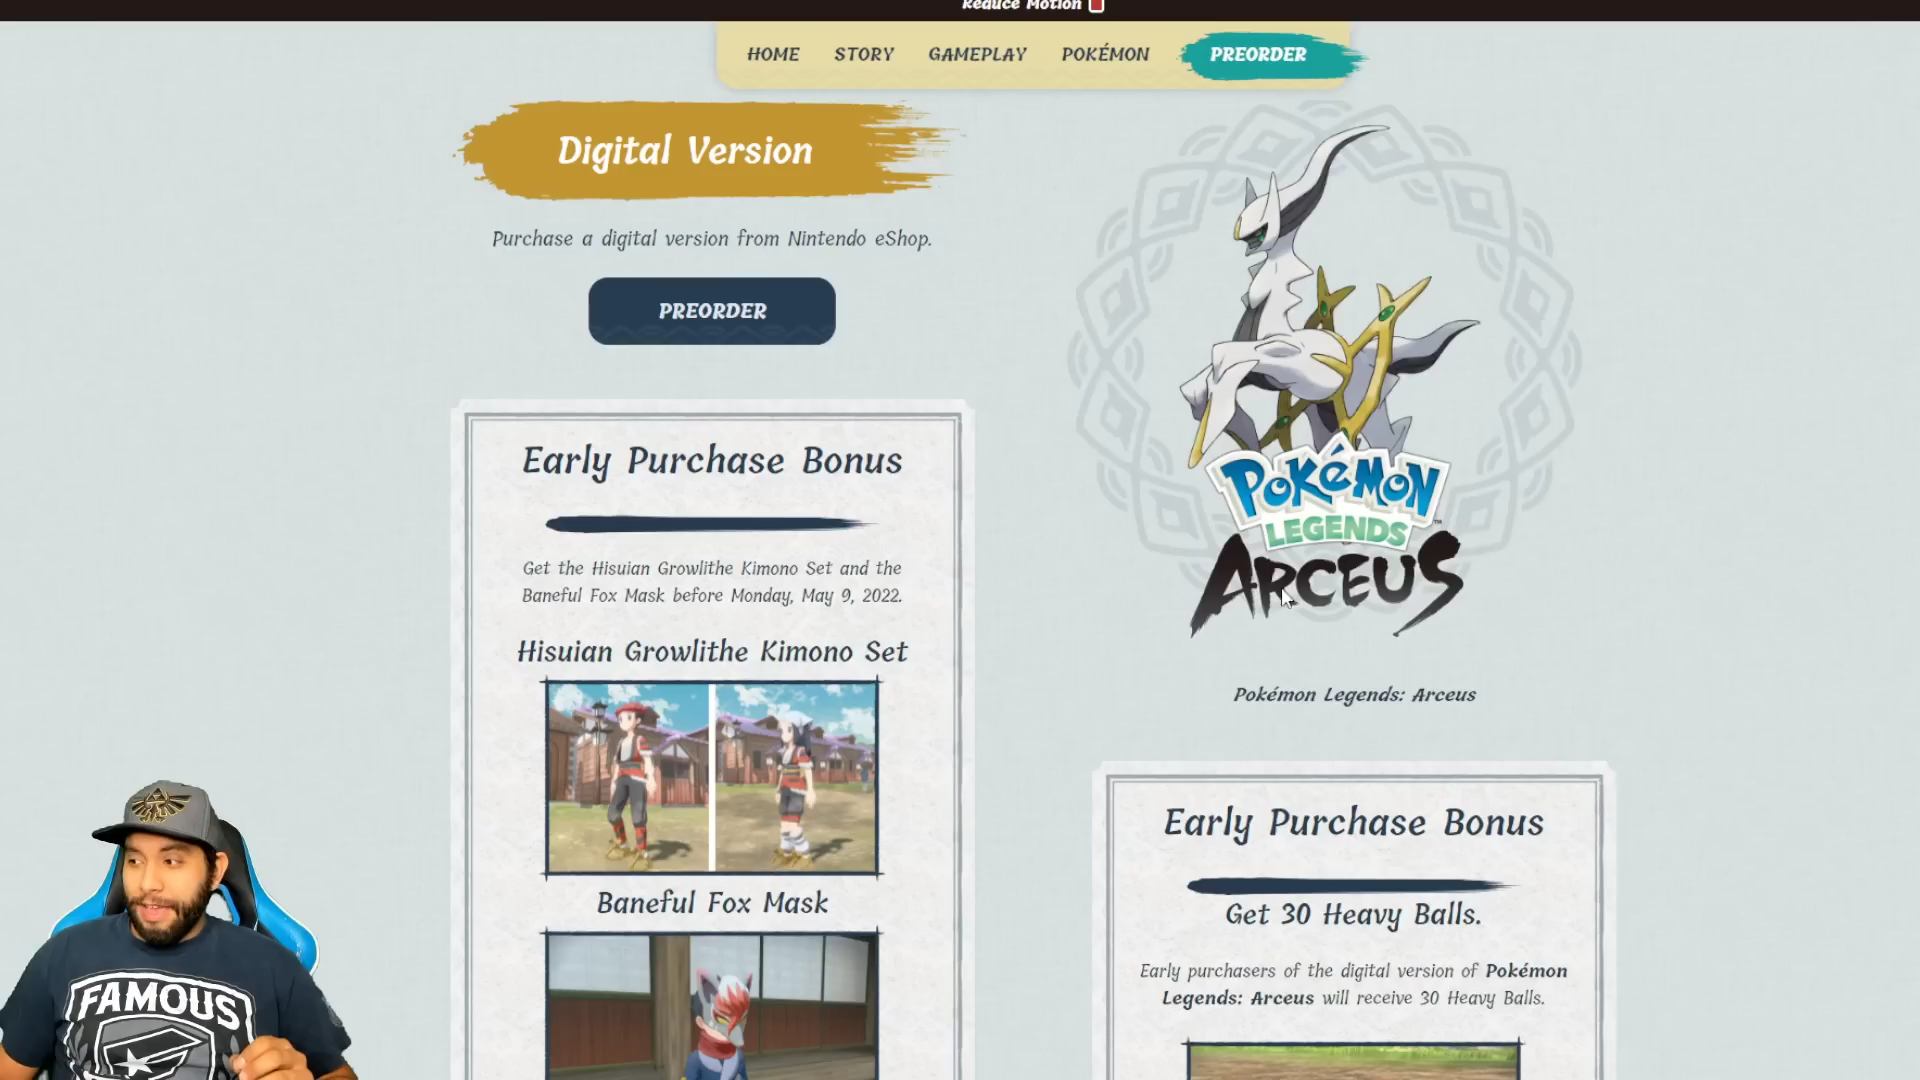 Reduce Motion
HOME STORY GAMEPLAY POKÉMON PREORDER
Digital Version
Purchase a digital version from Nintendo eShop.
PREORDER
Early Purchase Bonus
Get the Hisuian Growlithe Kimono Set and the
Baneful Fox Mask before Monday, May 9, 2022.
Hisuian Growlithe Kimono Set
Baneful Fox Mask
POKéMON
LEGENDS™
ARCEUS
Pokémon Legends: Arceus
Early Purchase Bonus
Get 30 Heavy Balls.
Early purchasers of the digital version of Pokémon
Legends: Arceus will receive 30 Heavy Balls.
FAMOUS